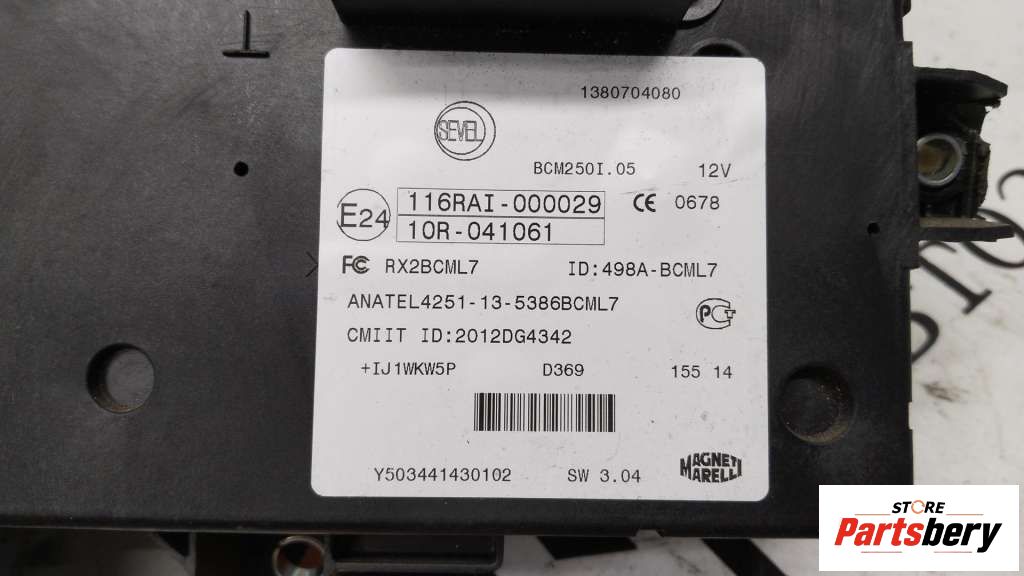 1380704080
SEVEL
BCM250I.05 12V
E24 116RAI-000029 CE 0678
10R-041061
FC RX2BCML7 ID:498A-BCML7
ANATEL4251-13-5386BCML7
CMIIT ID:2012DG4342
+IJ1WKW5P D369 155 14
Y503441430102 SW 3.04 MAGNETI MARELLI
STORE
Partsbery